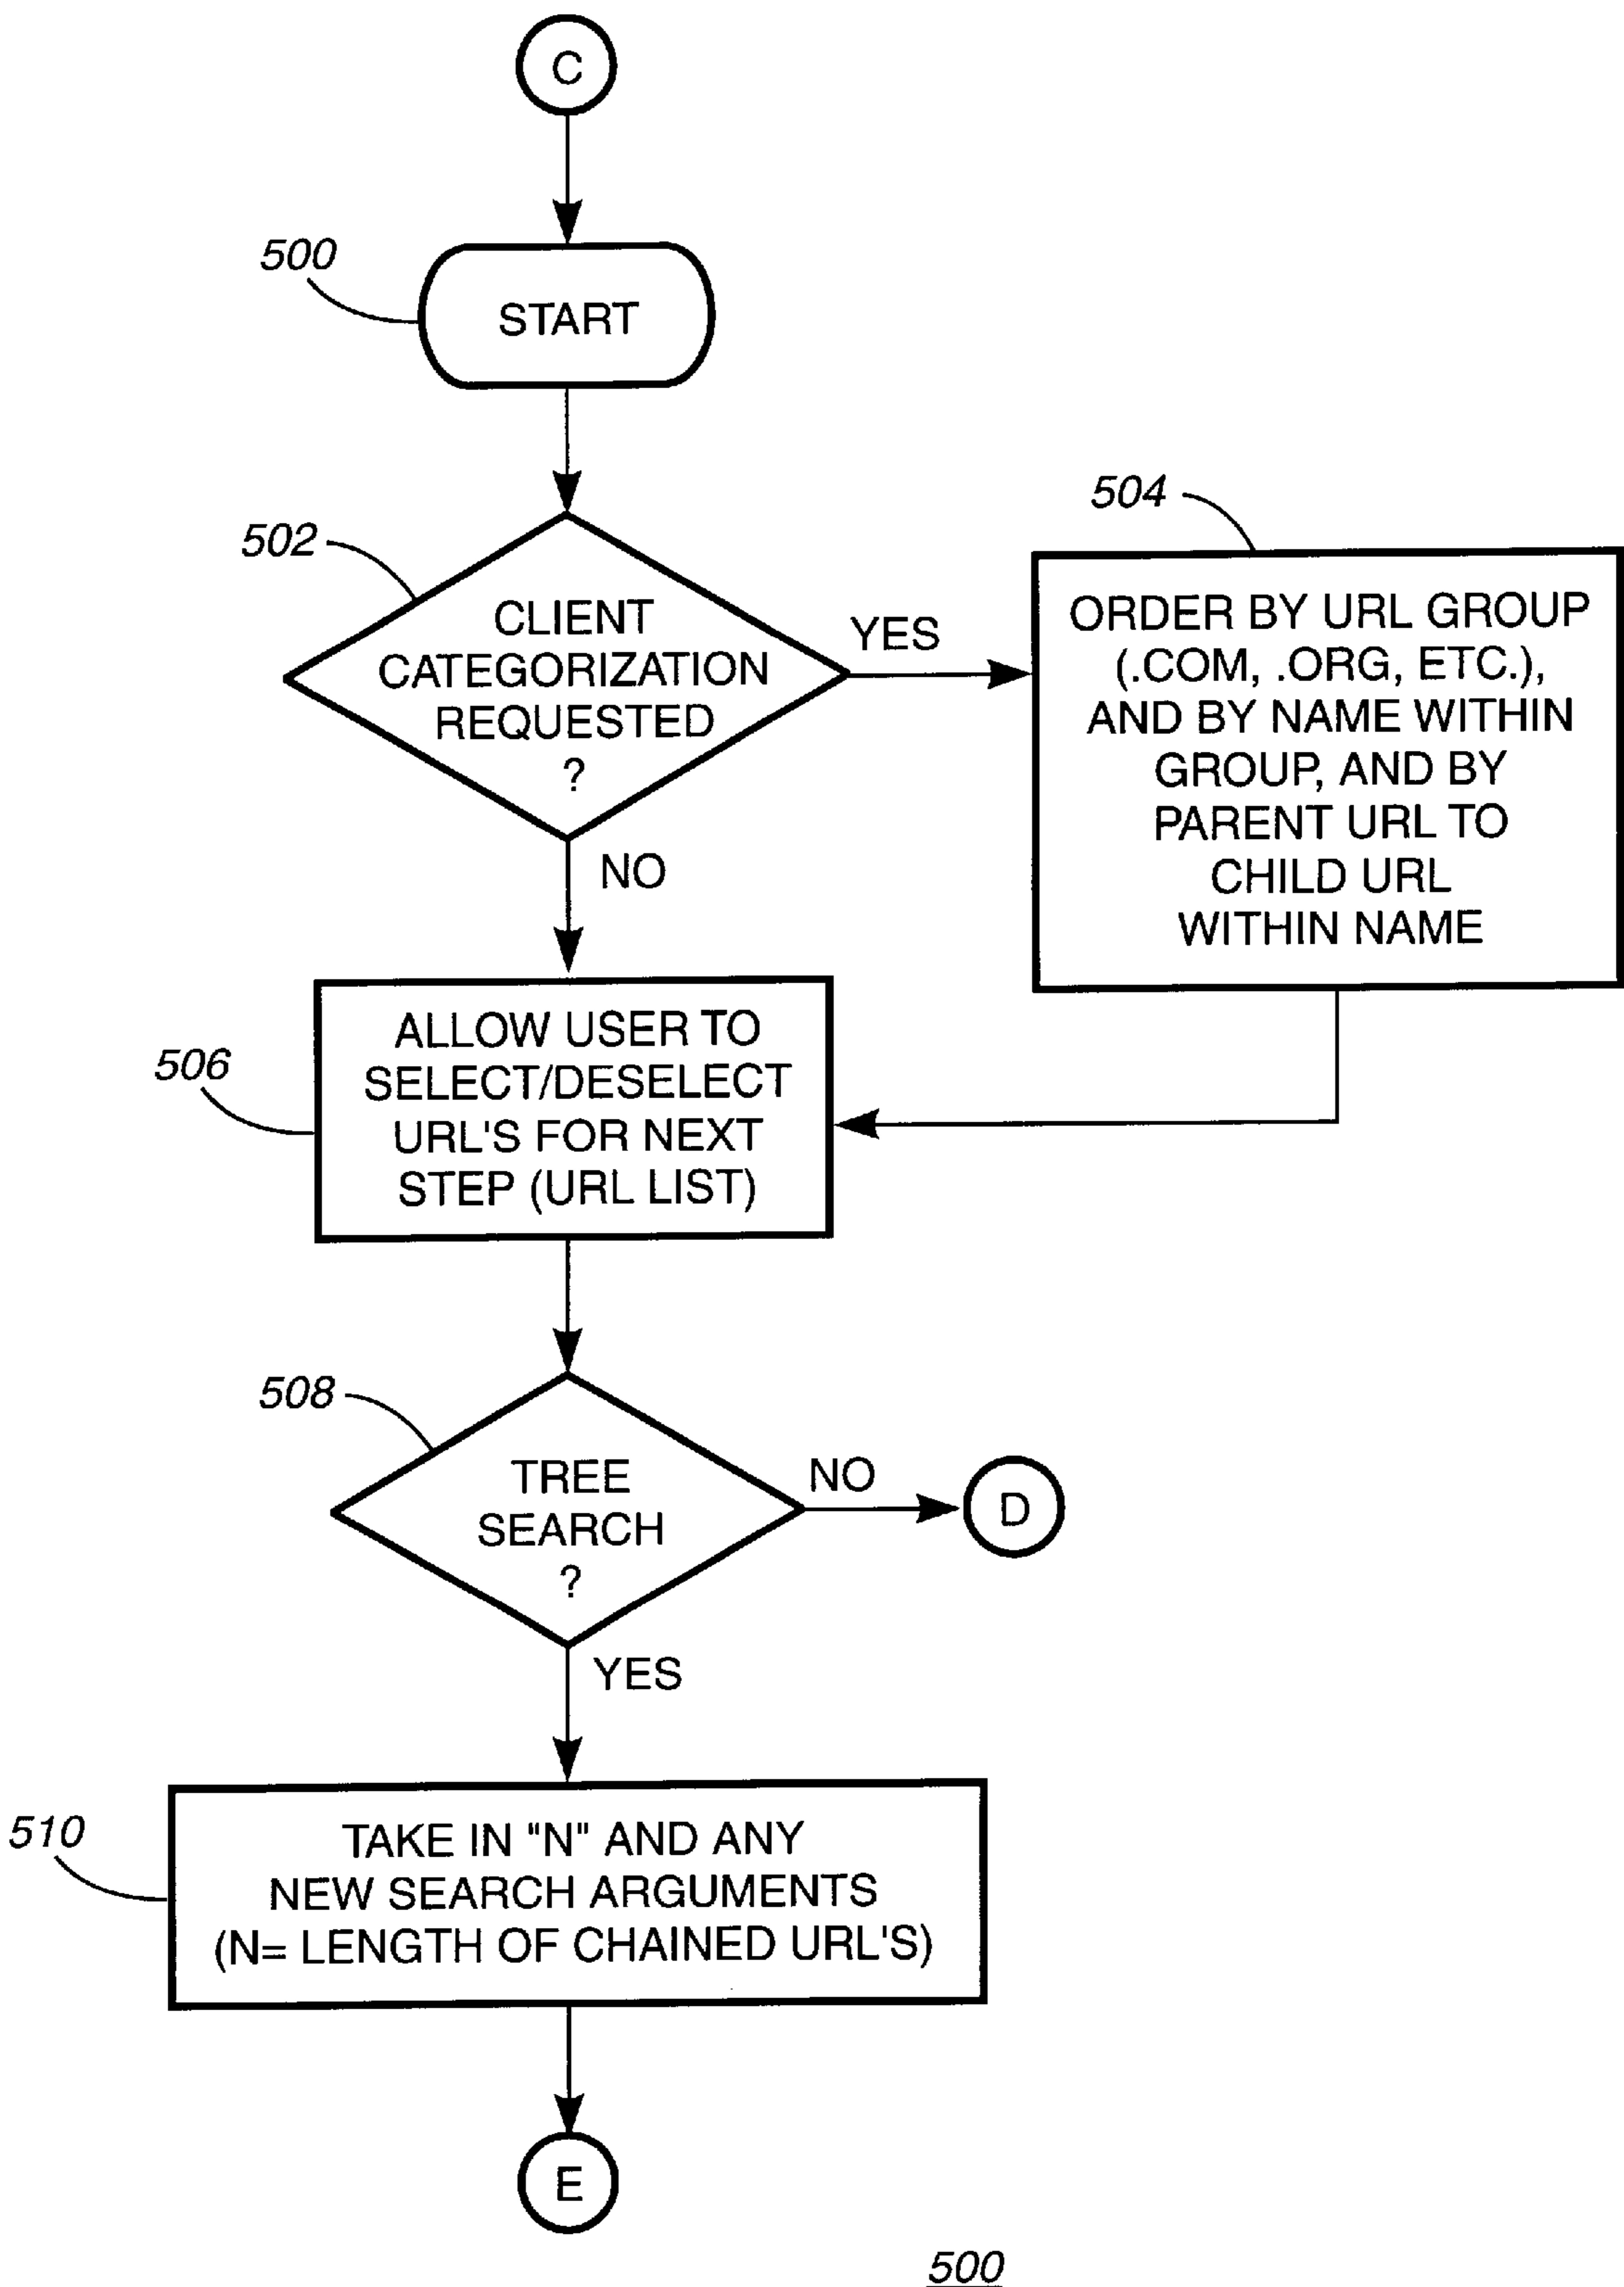 C
500
START
502
CLIENT
CATEGORIZATION
REQUESTED
?
YES
NO
504
ORDER BY URL GROUP
(.COM, .ORG, ETC.),
AND BY NAME WITHIN
GROUP, AND BY
PARENT URL TO
CHILD URL
WITHIN NAME
506
ALLOW USER TO
SELECT/DESELECT
URL'S FOR NEXT
STEP (URL LIST)
508
TREE
SEARCH
?
NO
D
YES
510
TAKE IN "N" AND ANY
NEW SEARCH ARGUMENTS
(N= LENGTH OF CHAINED URL'S)
E
500